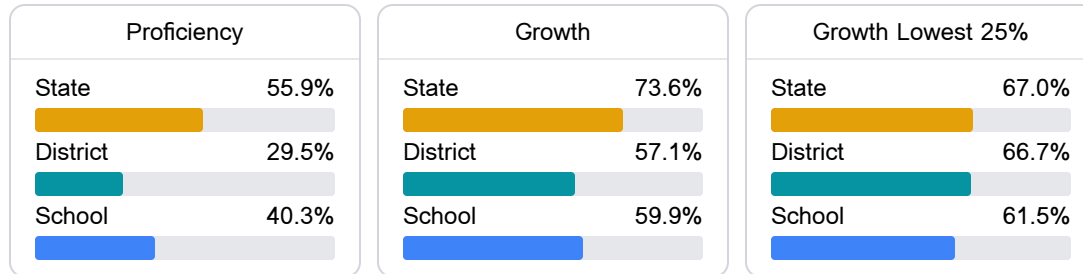 Proficiency
State 55.9%
District 29.5%
School 40.3%
Growth
State 73.6%
District 57.1%
School 59.9%
Growth Lowest 25%
State 67.0%
District 66.7%
School 61.5%